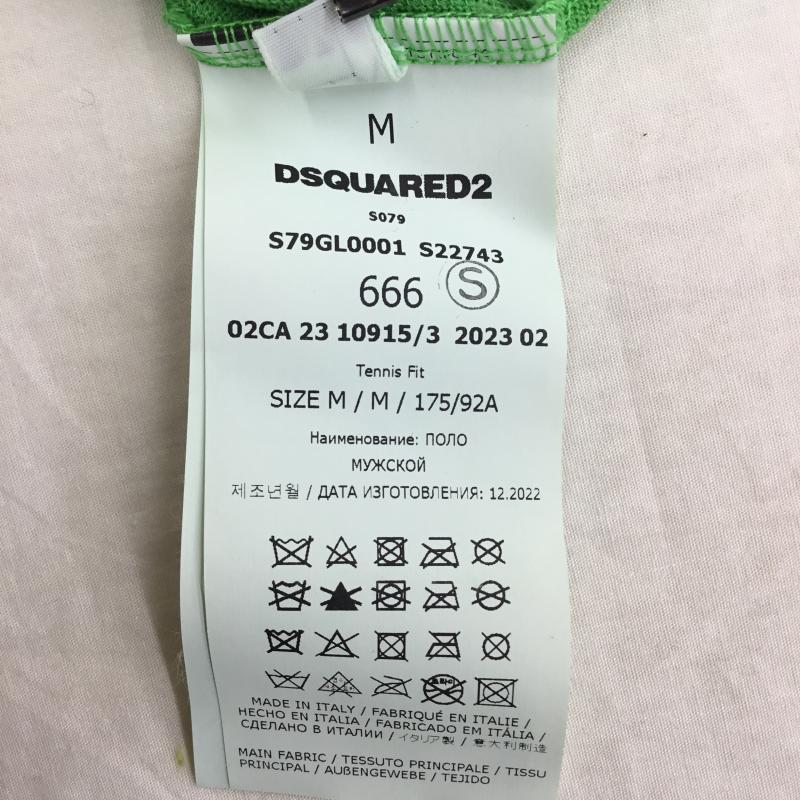 M
DSQUARED2
S079
S79GL0001 S22743
666 S
02CA 23 10915/3 2023 02
Tennis Fit
SIZE M / M / 175/92A
Наименование: ПОЛО
МУЖСКОЙ
제조년월 / ДАТА ИЗГОТОВЛЕНИЯ: 12.2022
MADE IN ITALY / FABRIQUÉ EN ITALIE /
HECHO EN ITALIA / FABRICADO EM ITÁLIA /
СДЕЛАНО В ИТАЛИИ / イタリア製 / 意大利制造
MAIN FABRIC / TESSUTO PRINCIPALE / TISSU
PRINCIPAL / AUßENGEWEBE / TEJIDO